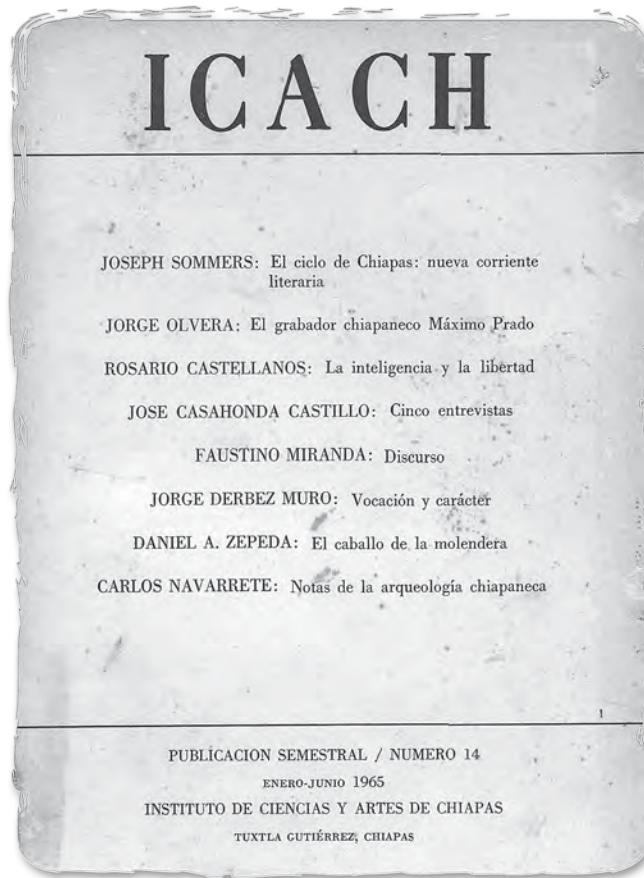 ICACH
JOSEPH SOMMERS: El ciclo de Chiapas: nueva corriente
literaria
JORGE OLVERA: El grabador chiapaneco Máximo Prado
ROSARIO CASTELLANOS: La inteligencia y la libertad
JOSE CASAHONDA CASTILLO: Cinco entrevistas
FAUSTINO MIRANDA: Discurso
JORGE DERBEZ MURO: Vocación y carácter
DANIEL A. ZEPEDA: El caballo de la molendera
CARLOS NAVARRETE: Notas de la arqueología chiapaneca
1
PUBLICACION SEMESTRAL / NUMERO 14
ENERO-JUNIO 1965
INSTITUTO DE CIENCIAS Y ARTES DE CHIAPAS
TUXTLA GUTIÉRREZ, CHIAPAS